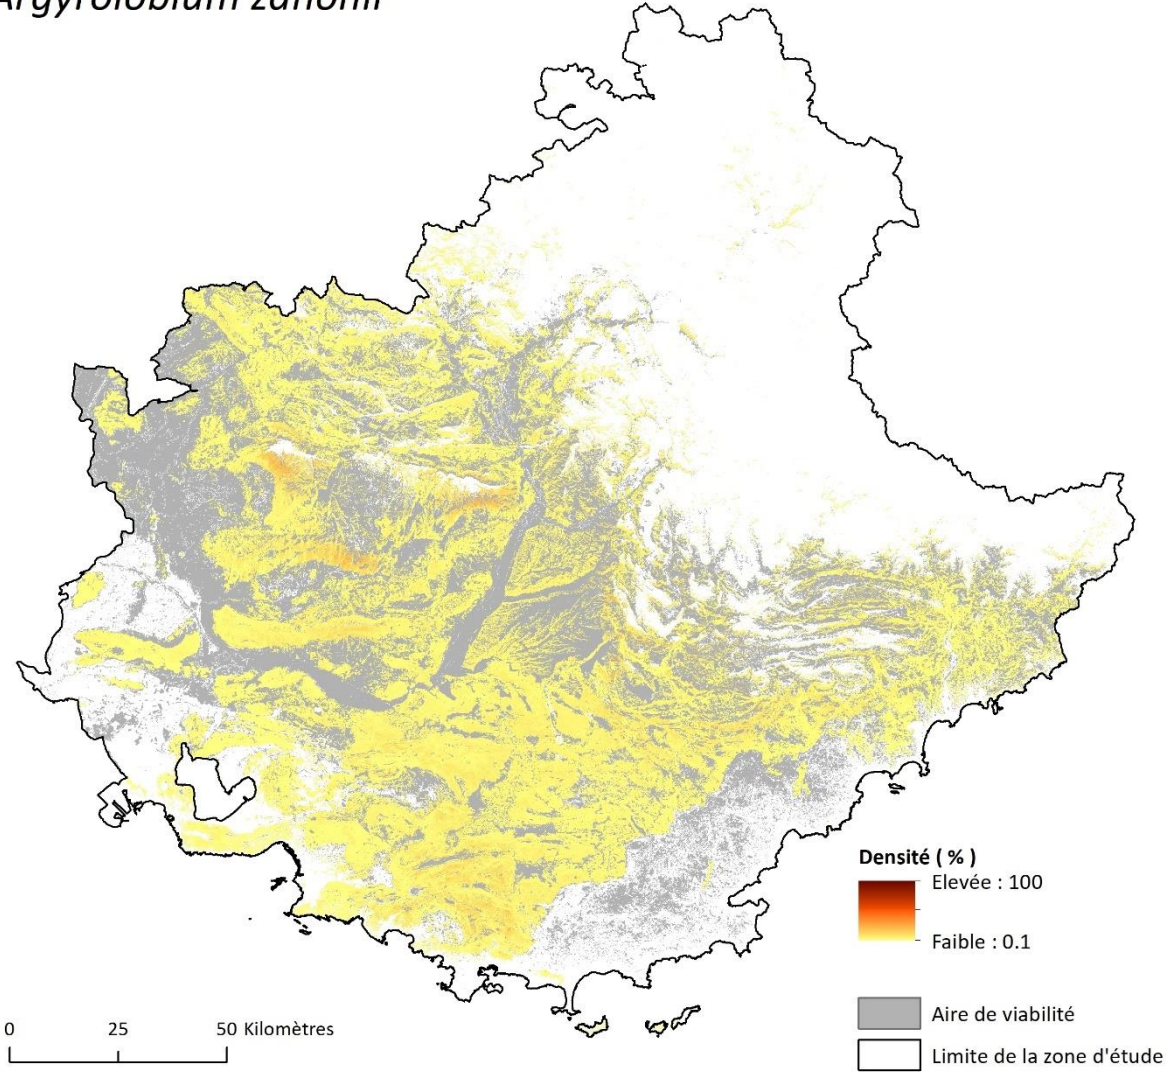 Argyrolobium zanonii
Densité ( % )
Elevée : 100
Faible : 0.1
0 25 50 Kilomètres
Aire de viabilité
Limite de la zone d'étude